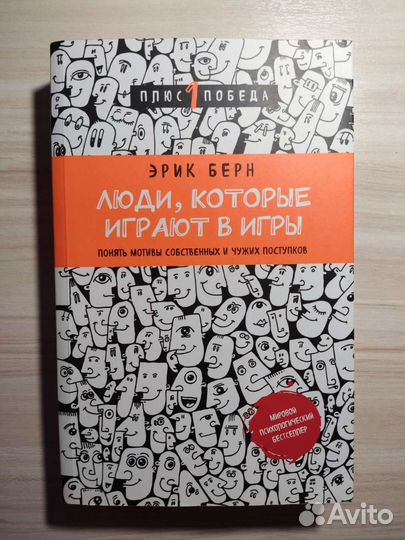 ПЛЮС 1 ПОБЕДА
ЭРИК БЕРН
ЛЮДИ, КОТОРЫЕ
ИГРАЮТ В ИГРЫ
ПОНЯТЬ МОТИВЫ СОБСТВЕННЫХ И ЧУЖИХ ПОСТУПКОВ
МИРОВОЙ
ПСИХОЛОГИЧЕСКИЙ
БЕСТСЕЛЛЕР
Avito